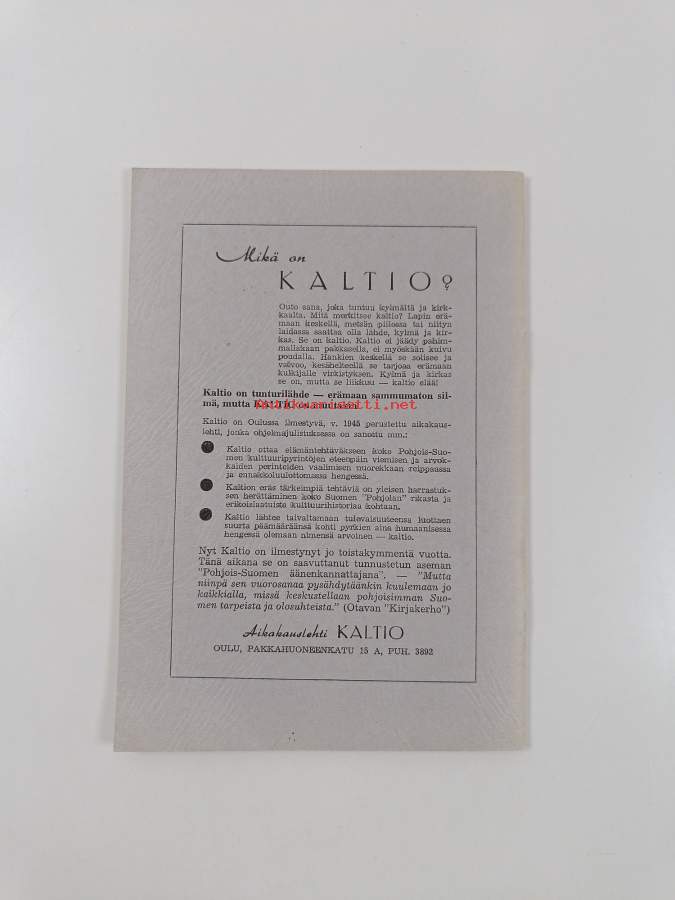 Mikä on
KALTIO?
Outo sana, joka tuntuu kylmältä ja kirk-
kaalta. Mitä merkitsee kaltio? Lapin erä-
maan keskellä, metsän piilossa tai niityn
laidassa saattaa olla lähde, kylmä ja kir-
kas. Se on kaltio. Kaltio ei jäädy pahim-
mallakaan pakkasella, ei myöskään kuivu
poudalla. Hankien keskellä se solisee ja
välvoo, kesähelteellä se tarjoaa erämaan
kulkijalle virkistyksen. Kylmä ja kirkas
se on, mutta se liikkuu — kaltio elää!
Kaltio on tunturilähde — erämaan sammumaton sil-
mä, mutta KALTIO on muutakin
Antikvariaatti.net
Kaltio on Oulussa ilmestyvä, v. 1945 perustettu aikakaus-
lehti, jonka ohjelmajulistuksessa on sanottu mm.:
Kaltio ottaa elämäntehtäväkseen koko Pohjois-Suo-
men kulttuuripyrintöjen eteenpäin viemisen ja arvok-
kaiden perinteiden vaalimisen nuorekkaan reippaassa
ja ennakkoluulottomassa hengessä.
Kaltion eräs tärkeimpiä tehtäviä on yleisen harrastuk-
sen herättäminen koko Suomen "Pohjolan" rikasta ja
erikoislaatuista kulttuurihistoriaa kohtaan.
Kaltio lähtee taivaltamaan tulevaisuuteensa luottaen
suurta päämääräänsä kohti pyrkien aina humaanisessa
hengessä olemaan nimensä arvoinen — kaltio.
Nyt Kaltio on ilmestynyt jo toistakymmentä vuotta.
Tänä aikana se on saavuttanut tunnustetun aseman
"Pohjois-Suomen äänenkannattajana". — "Mutta
niinpä sen vuorosanaa pysähdytäänkin kuulemaan jo
kaikkialla, missä keskustellaan pohjoisimman Suo-
men tarpeista ja olosuhteista." (Otavan "Kirjakerho")
Aikakauslehti KALTIO
OULU, PAKKAHUONEENKATU 15 A, PUH. 3892